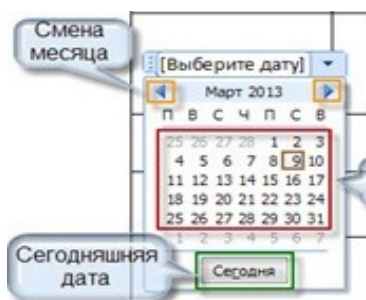 Смена
месяца
[Выберите дату]
Март 2013
П В С Ч П С В
25 26 27 28 1 2 3
4 5 6 7 8 9 10
11 12 13 14 15 16 17
18 19 20 21 22 23 24
25 26 27 28 29 30 31
1 2 3 4 5 6 7
Сегодняшняя
дата
Сегодня